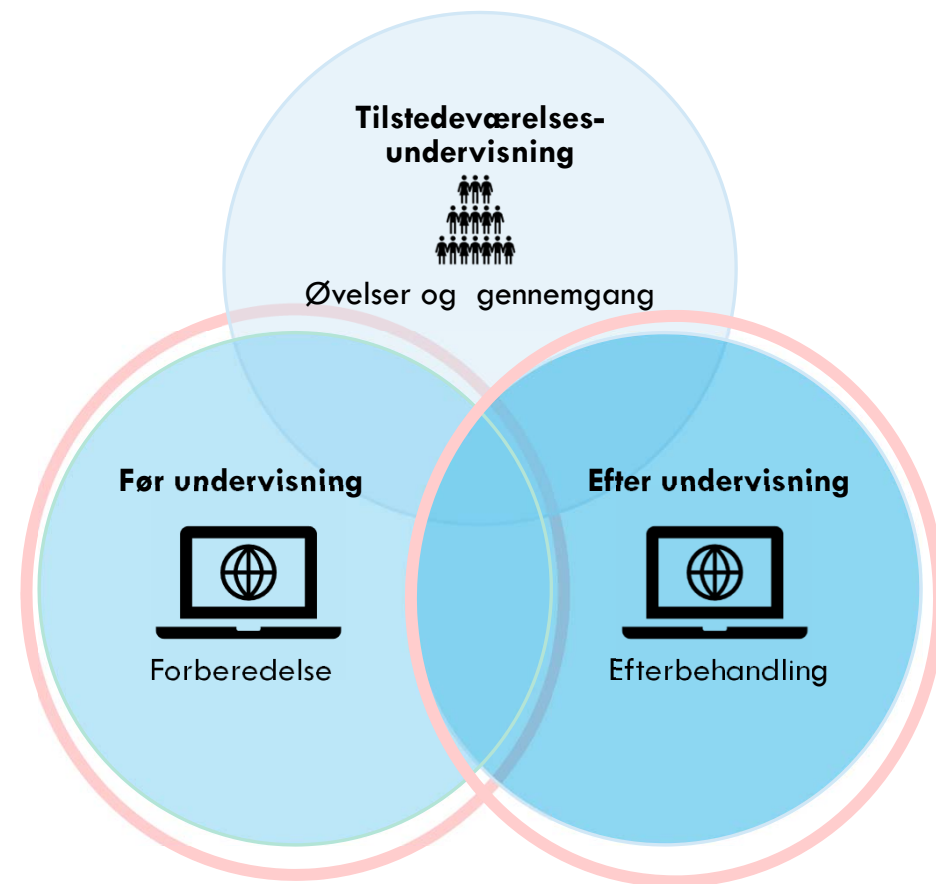 Tilstedeværelses-
undervisning
Øvelser og gennemgang
Før undervisning
Forberedelse
Efter undervisning
Efterbehandling